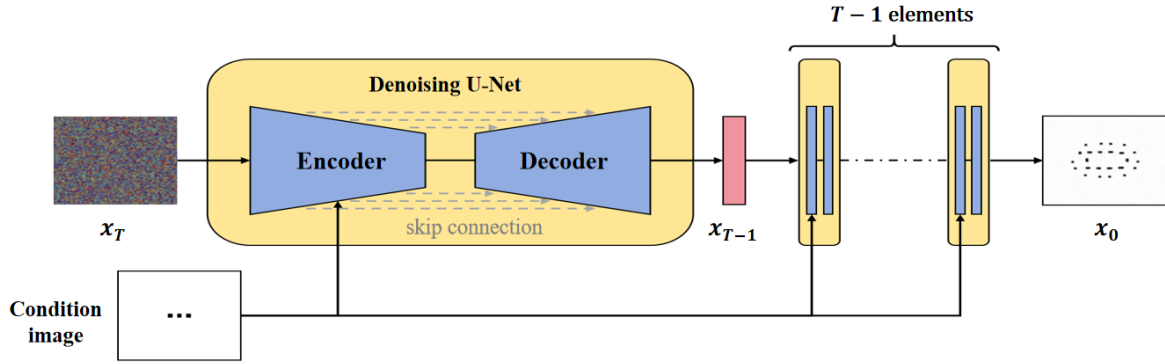 T − 1 elements
Denoising U-Net
Encoder
Decoder
skip connection
x_T
x_{T−1}
x_0
Condition
image